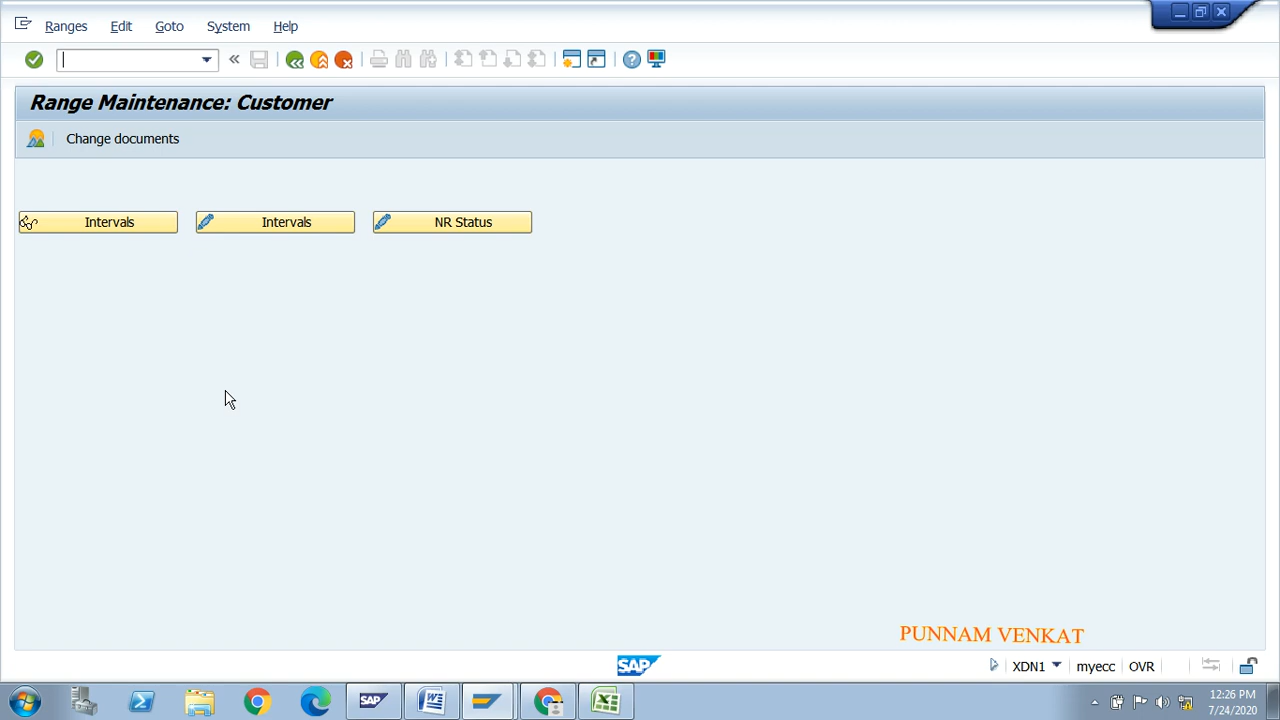 Ranges Edit Goto System Help
Range Maintenance: Customer
Change documents
Intervals Intervals NR Status
PUNNAM VENKAT
SAP XDN1 myecc OVR
SAP
12:26 PM
7/24/2020